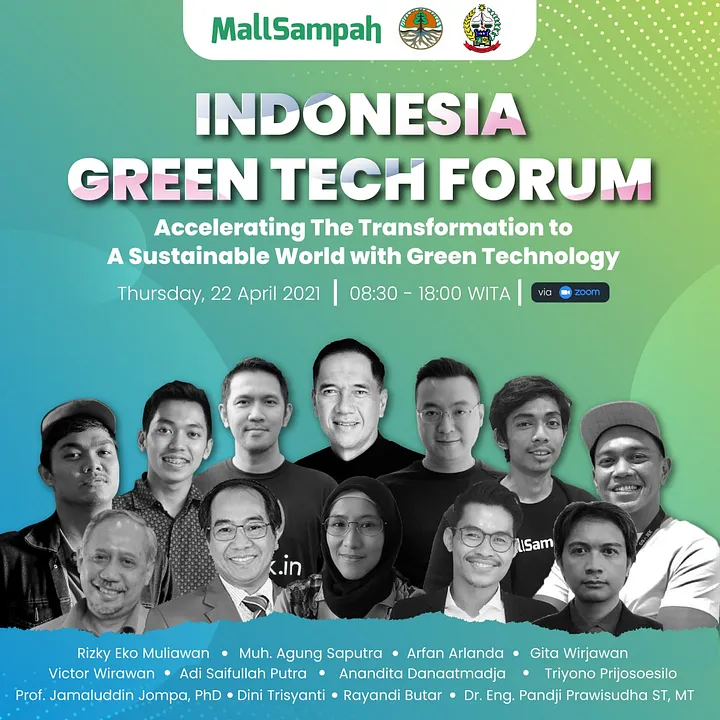 MallSampah
INDONESIA
GREEN TECH FORUM
Accelerating The Transformation to
A Sustainable World with Green Technology
Thursday, 22 April 2021 | 08:30 - 18:00 WITA | via zoom
k.in
llSam
Rizky Eko Muliawan • Muh. Agung Saputra • Arfan Arlanda • Gita Wirjawan
Victor Wirawan • Adi Saifullah Putra • Anandita Danaatmadja • Triyono Prijosoesilo
Prof. Jamaluddin Jompa, PhD • Dini Trisyanti • Rayandi Butar • Dr. Eng. Pandji Prawisudha ST, MT